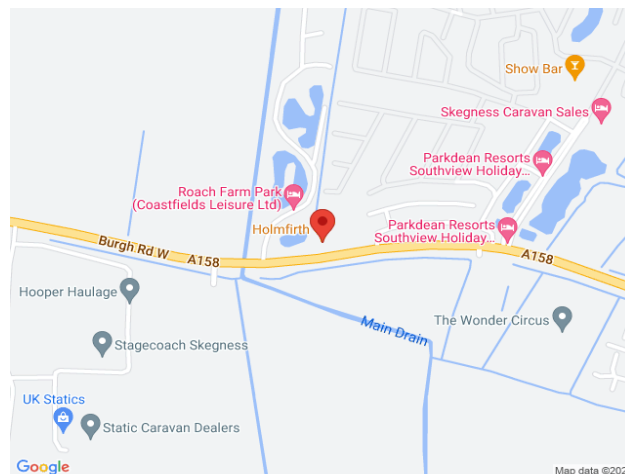 Show Bar
Skegness Caravan Sales
Parkdean Resorts
Southview Holiday...
Roach Farm Park
(Coastfields Leisure Ltd)
Holmfirth
Parkdean Resorts
Southview Holiday...
Burgh Rd W
A158
A158
Hooper Haulage
Main Drain
The Wonder Circus
Stagecoach Skegness
UK Statics
Static Caravan Dealers
Google
Map data ©202